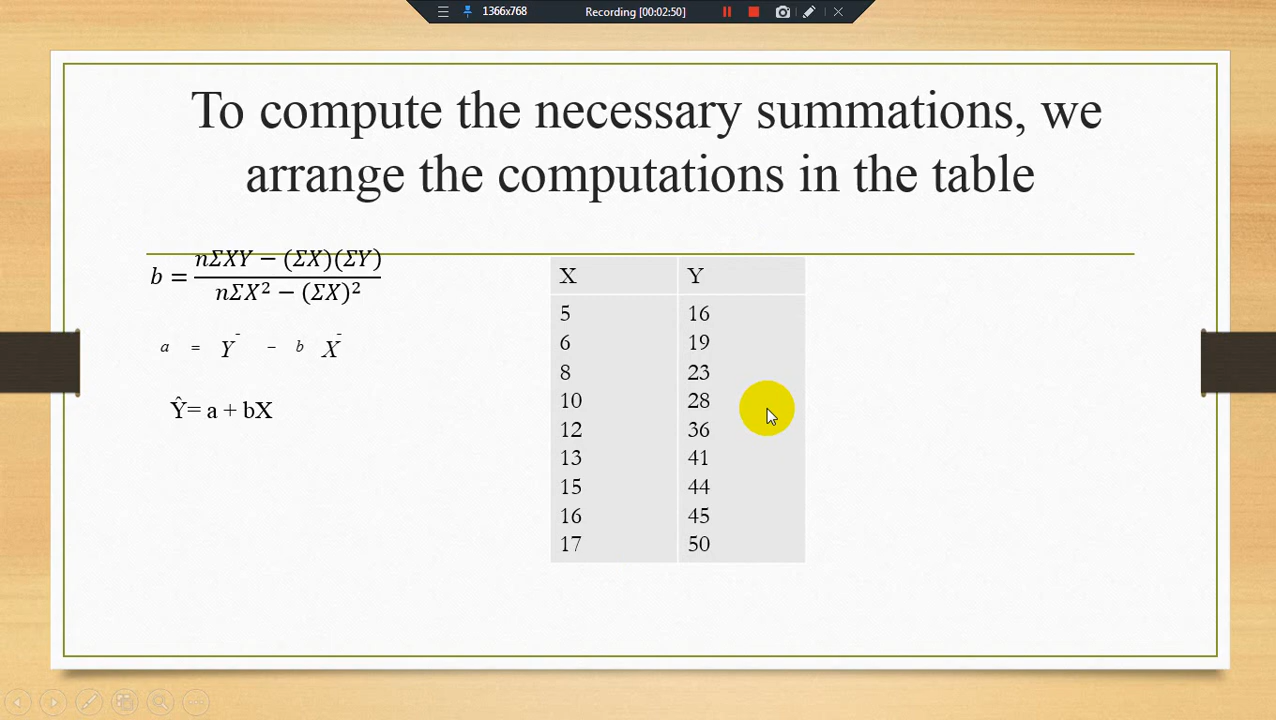 1366x768 Recording [00:02:50]
To compute the necessary summations, we
arrange the computations in the table
b = nΣXY − (ΣX)(ΣY) / nΣX² − (ΣX)²
a = Y̅ − b X̅
Ŷ= a + bX
X Y
5 16
6 19
8 23
10 28
12 36
13 41
15 44
16 45
17 50